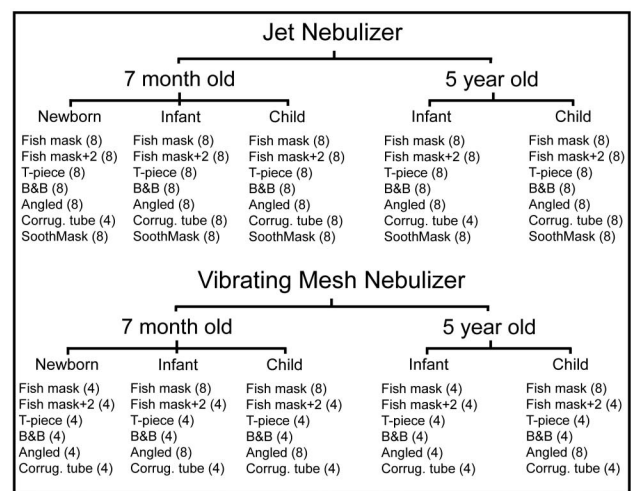 Jet Nebulizer
7 month old 5 year old
Newborn Infant Child Infant Child
Fish mask (8) Fish mask (8) Fish mask (8) Fish mask (8) Fish mask (8)
Fish mask+2 (8) Fish mask+2 (8) Fish mask+2 (8) Fish mask+2 (8) Fish mask+2 (8)
T-piece (8) T-piece (8) T-piece (8) T-piece (8) T-piece (8)
B&B (8) B&B (8) B&B (8) B&B (8) B&B (8)
Angled (8) Angled (8) Angled (8) Angled (8) Angled (8)
Corrug. tube (4) Corrug. tube (8) Corrug. tube (8) Corrug. tube (4) Corrug. tube (8)
SoothMask (8) SoothMask (8) SoothMask (8) SoothMask (8) SoothMask (8)
Vibrating Mesh Nebulizer
7 month old 5 year old
Newborn Infant Child Infant Child
Fish mask (4) Fish mask (8) Fish mask (8) Fish mask (4) Fish mask (8)
Fish mask+2 (4) Fish mask+2 (4) Fish mask+2 (4) Fish mask+2 (4) Fish mask+2 (4)
T-piece (4) T-piece (4) T-piece (4) T-piece (4) T-piece (4)
B&B (4) B&B (4) B&B (4) B&B (4) B&B (4)
Angled (4) Angled (8) Angled (8) Angled (4) Angled (8)
Corrug. tube (4) Corrug. tube (4) Corrug. tube (4) Corrug. tube (4) Corrug. tube (4)